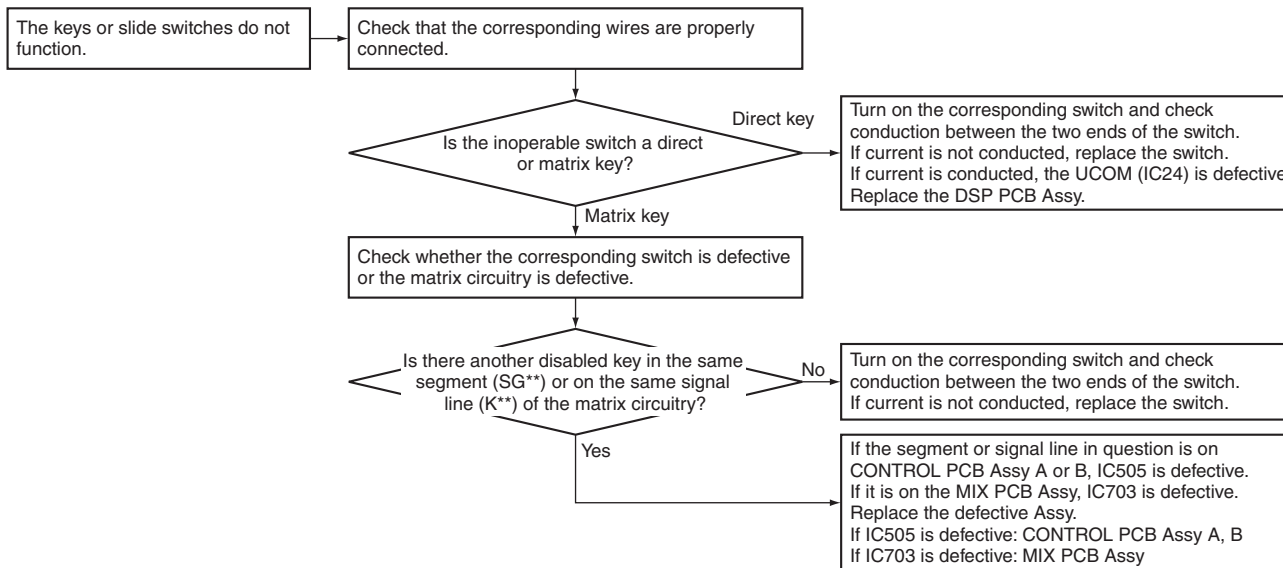 The keys or slide switches do not
function.
Check that the corresponding wires are properly
connected.
Is the inoperable switch a direct
or matrix key?
Direct key
Turn on the corresponding switch and check
conduction between the two ends of the switch.
If current is not conducted, replace the switch.
If current is conducted, the UCOM (IC24) is defective
Replace the DSP PCB Assy.
Matrix key
Check whether the corresponding switch is defective
or the matrix circuitry is defective.
Is there another disabled key in the same
segment (SG**) or on the same signal
line (K**) of the matrix circuitry?
No
Turn on the corresponding switch and check
conduction between the two ends of the switch.
If current is not conducted, replace the switch.
Yes
If the segment or signal line in question is on
CONTROL PCB Assy A or B, IC505 is defective.
If it is on the MIX PCB Assy, IC703 is defective.
Replace the defective Assy.
If IC505 is defective: CONTROL PCB Assy A, B
If IC703 is defective: MIX PCB Assy